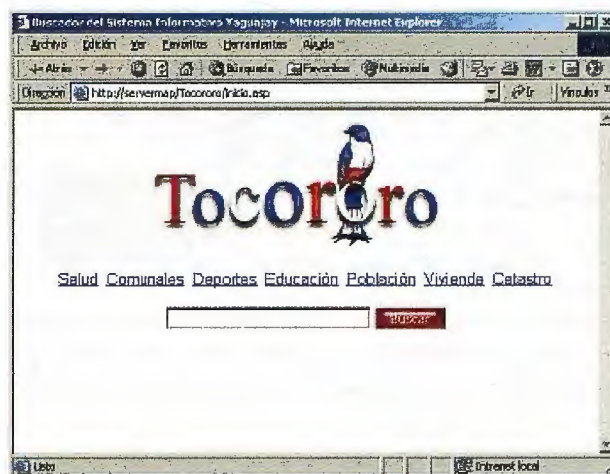 Buscador del Sistema Informativo Yaguajay - Microsoft Internet Explorer
Archivo Edición Ver Favoritos Herramientas Ayuda
Atrás Búsqueda Favoritos Multimedia
Dirección http://servermap/Tocororo/Inicio.asp Ir Vínculos
Tocororo
Salud Comunales Deportes Educación Población Vivienda Catastro
Buscar
Listo Intranet local